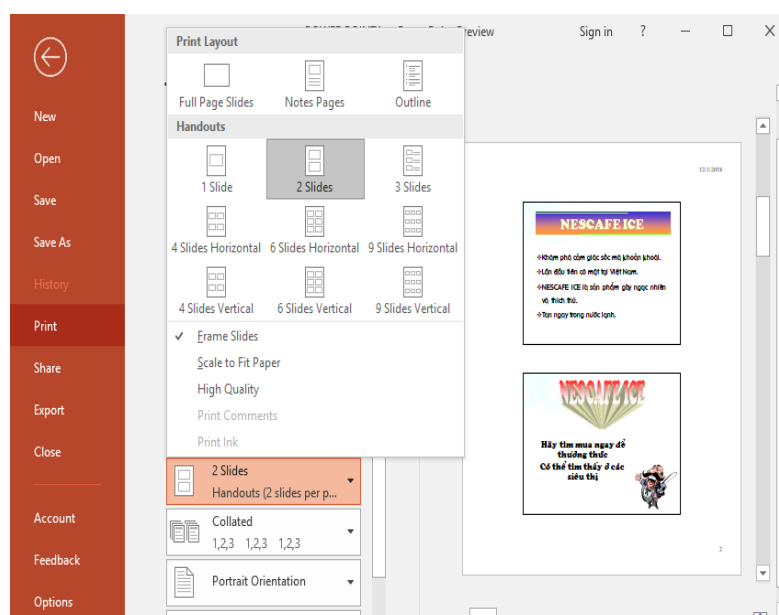 review
Sign in
?
New
Open
Save
Save As
History
Print
Share
Export
Close
Account
Feedback
Options
Print Layout
Full Page Slides
Notes Pages
Outline
Handouts
1 Slide
2 Slides
3 Slides
4 Slides Horizontal
6 Slides Horizontal
9 Slides Horizontal
4 Slides Vertical
6 Slides Vertical
9 Slides Vertical
Frame Slides
Scale to Fit Paper
High Quality
Print Comments
Print Ink
2 Slides
Handouts (2 slides per p...
Collated
1,2,3 1,2,3 1,2,3
Portrait Orientation
12/1/2018
NESCAFE ICE
Khám phá cảm giác sốc mà khoản khoái.
Lần đầu tiên có mặt tại Việt Nam.
NESCAFE ICE là sản phẩm gây ngạc nhiên
và thích thú.
Tan ngay trong nước lạnh.
NESCAFE ICE
Hãy tìm mua ngay để
thưởng thức
Có thể tìm thấy ở các
siêu thị
2